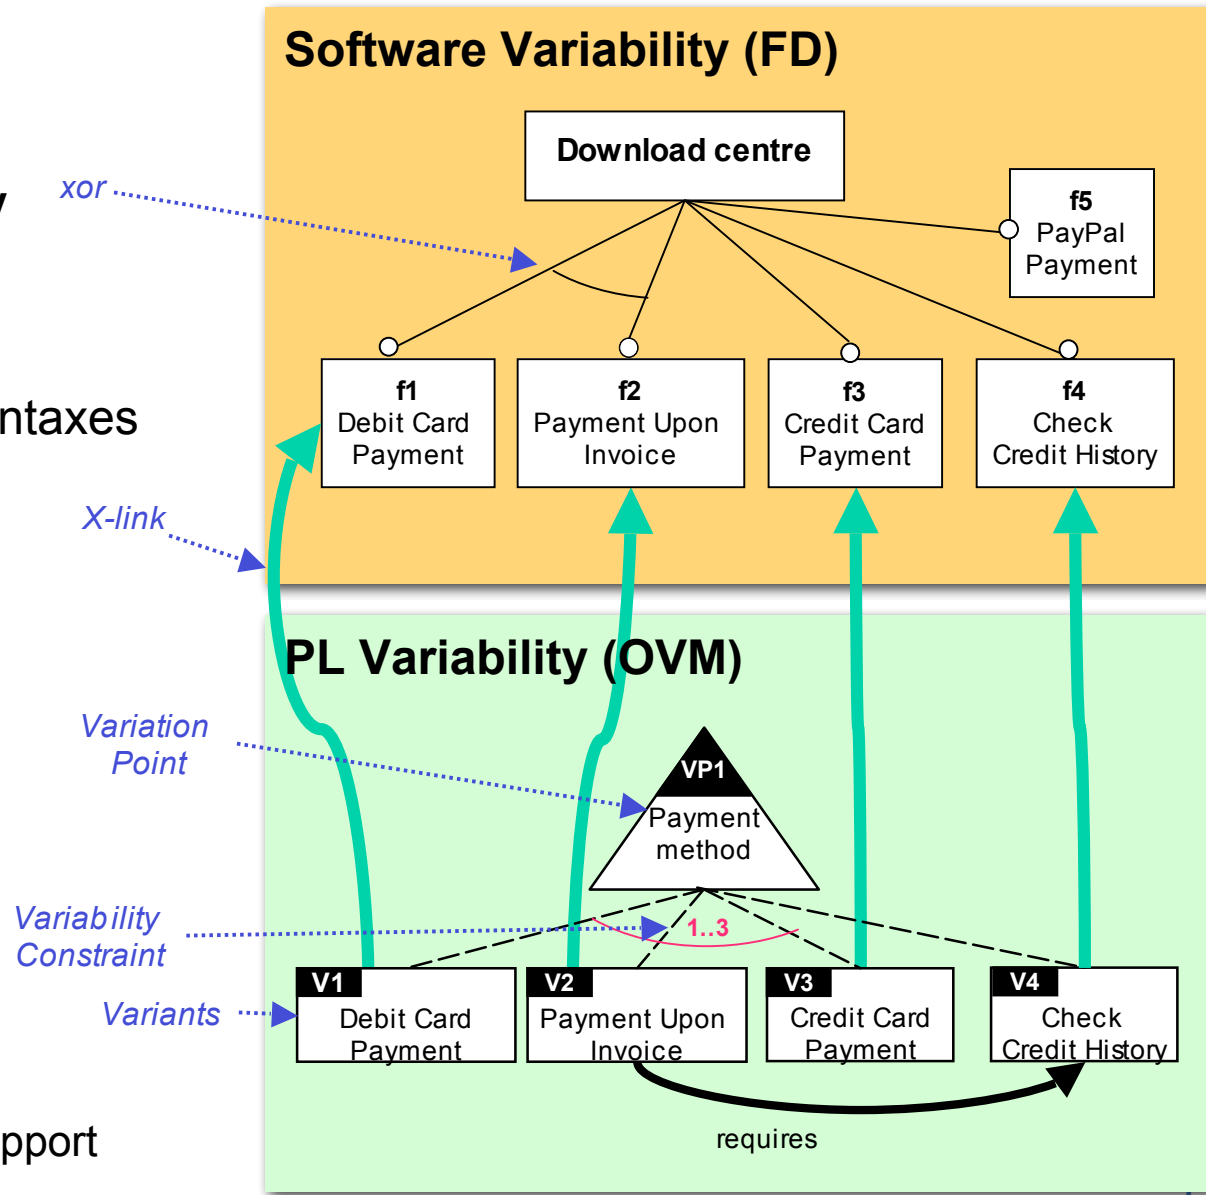 Software Variability (FD)
Download centre
y
xor
f5
PayPal
Payment
f1
Debit Card
Payment
f2
Payment Upon
Invoice
f3
Credit Card
Payment
f4
Check
Credit History
ntaxes
X-link
PL Variability (OVM)
Variation
Point
VP1
Payment
method
Variability
Constraint
1..3
Variants
V1
Debit Card
Payment
V2
Payment Upon
Invoice
V3
Credit Card
Payment
V4
Check
Credit History
requires
pport